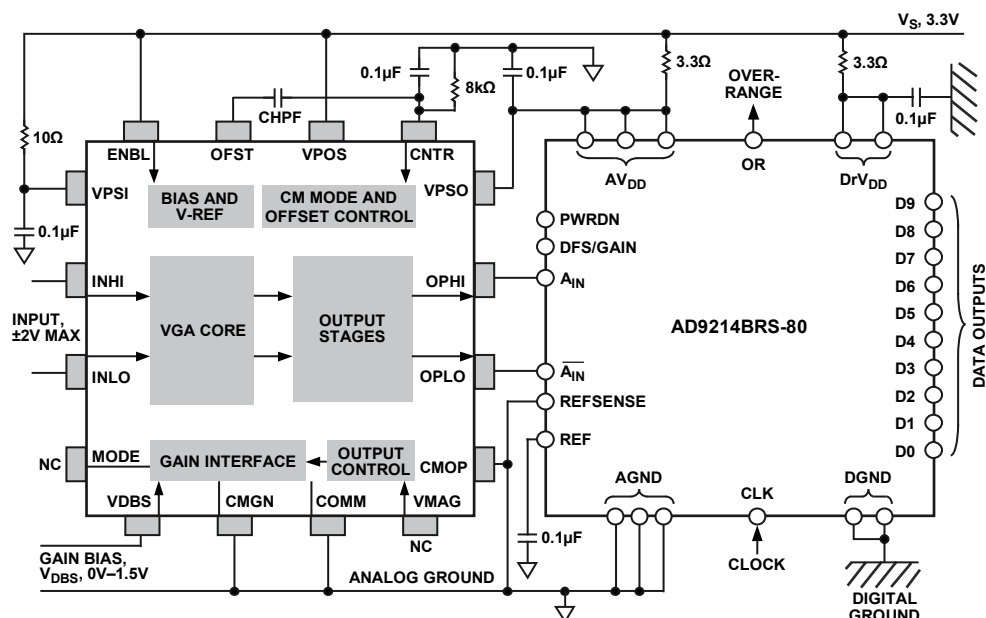 VS, 3.3V
0.1µF
8kΩ
0.1µF
3.3Ω
3.3Ω
OVER-
RANGE
0.1µF
CHPF
10Ω
ENBL
OFST
VPOS
CNTR
OR
AVDD
DrVDD
VPSI
BIAS AND
V-REF
CM MODE AND
OFFSET CONTROL
VPSO
0.1µF
PWRDN
DFS/GAIN
INHI
OPHI
AIN
INPUT,
±2V MAX
VGA CORE
OUTPUT
STAGES
AD9214BRS-80
INLO
OPLO
AIN
REFSENSE
REF
D9
D8
D7
D6
D5
D4
D3
D2
D1
D0
DATA OUTPUTS
NC
MODE
GAIN INTERFACE
OUTPUT
CONTROL
CMOP
VDBS
CMGN
COMM
VMAG
AGND
CLK
DGND
NC
0.1µF
CLOCK
GAIN BIAS,
VDBS, 0V–1.5V
ANALOG GROUND
DIGITAL
GROUND